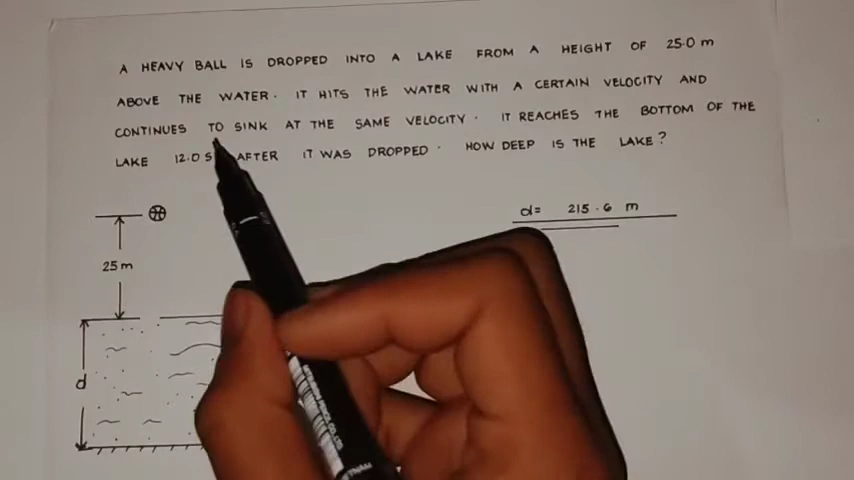 A HEAVY BALL IS DROPPED INTO A LAKE FROM A HEIGHT OF 25.0 m
ABOVE THE WATER. IT HITS THE WATER WITH A CERTAIN VELOCITY AND
CONTINUES TO SINK AT THE SAME VELOCITY. IT REACHES THE BOTTOM OF THE
LAKE 12.0 S AFTER IT WAS DROPPED. HOW DEEP IS THE LAKE?
d= 215.6 m
25 m
d